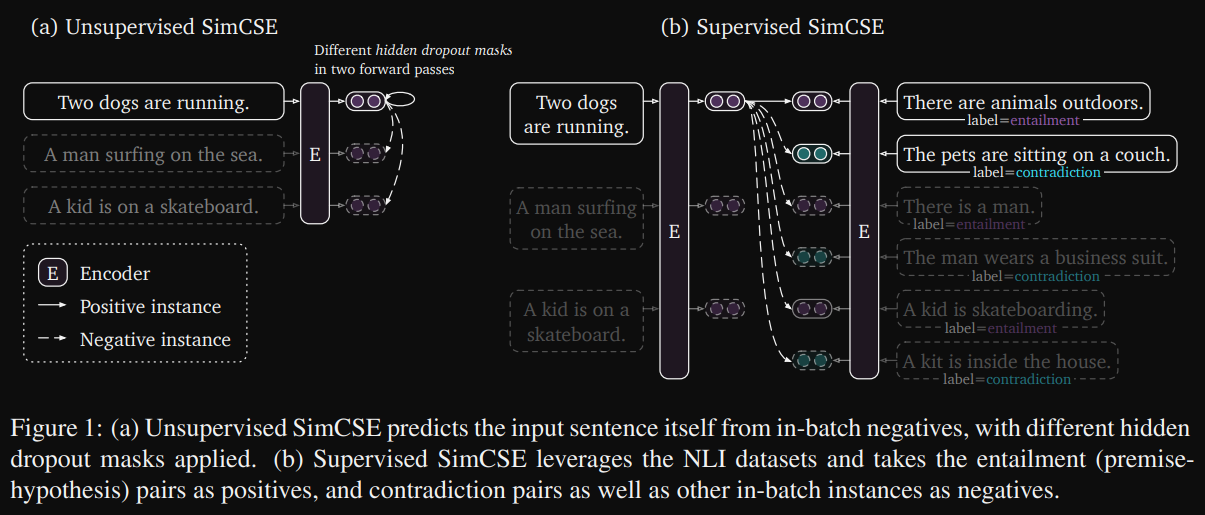 (a) Unsupervised SimCSE
Different hidden dropout masks
in two forward passes
Two dogs are running.
A man surfing on the sea.
A kid is on a skateboard.
E
E Encoder
Positive instance
Negative instance
(b) Supervised SimCSE
Two dogs
are running.
A man surfing
on the sea.
A kid is on a
skateboard.
E
E
There are animals outdoors.
label=entailment
The pets are sitting on a couch.
label=contradiction
There is a man.
label=entailment
The man wears a business suit.
label=contradiction
A kid is skateboarding.
label=entailment
A kit is inside the house.
label=contradiction
Figure 1: (a) Unsupervised SimCSE predicts the input sentence itself from in-batch negatives, with different hidden
dropout masks applied. (b) Supervised SimCSE leverages the NLI datasets and takes the entailment (premise-
hypothesis) pairs as positives, and contradiction pairs as well as other in-batch instances as negatives.